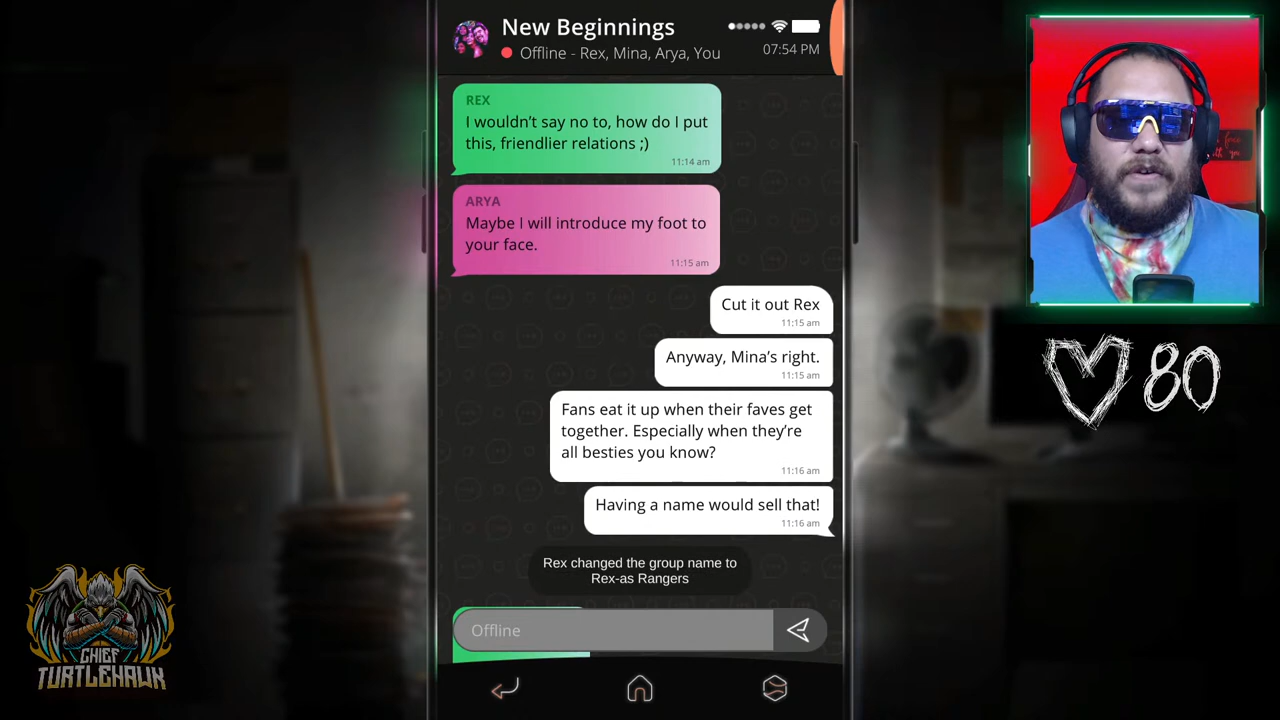 New Beginnings
Offline - Rex, Mina, Arya, You
07:54 PM
REX
I wouldn’t say no to, how do I put
this, friendlier relations ;)
11:14 am
ARYA
Maybe I will introduce my foot to
your face.
11:15 am
Cut it out Rex
11:15 am
Anyway, Mina’s right.
11:15 am
Fans eat it up when their faves get
together. Especially when they’re
all besties you know?
11:16 am
Having a name would sell that!
11:16 am
Rex changed the group name to
Rex-as Rangers
Offline
80
CHIEF
TURTLEHAWK